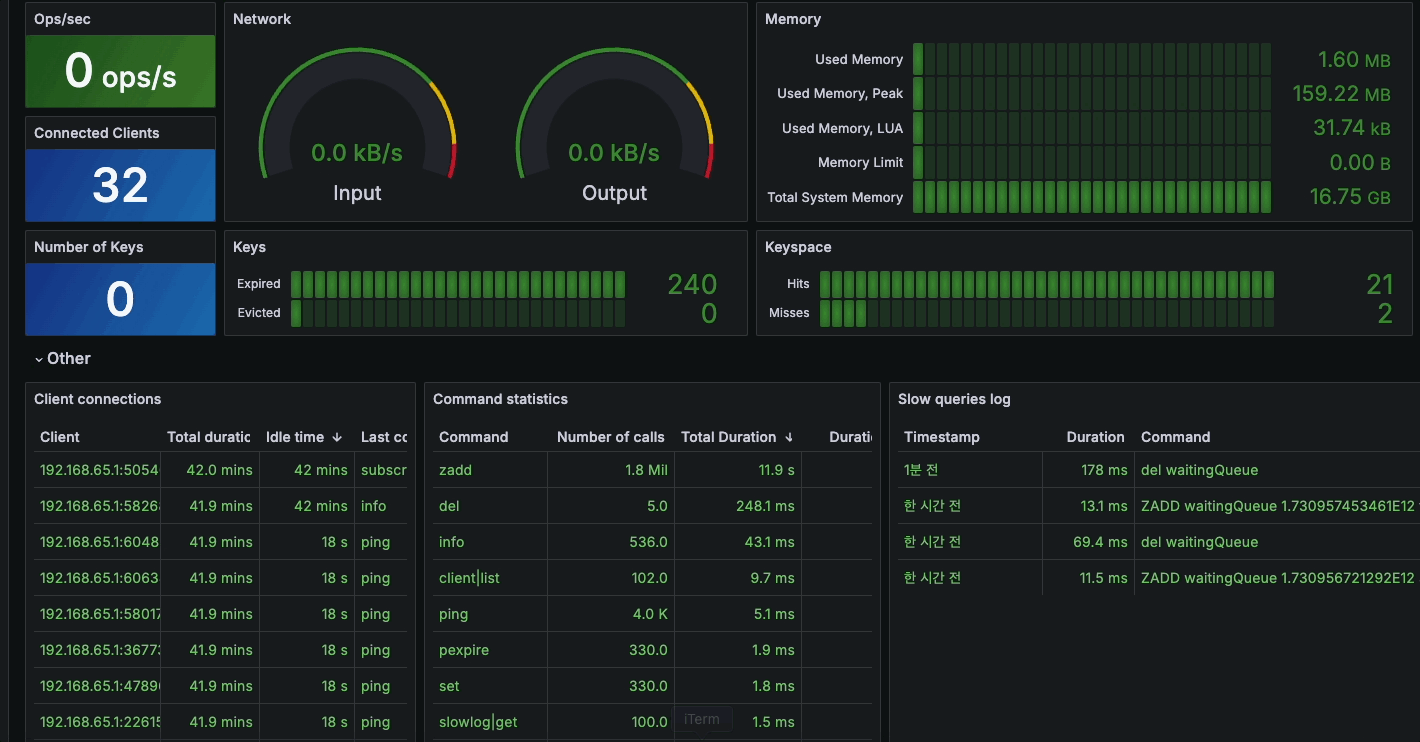 Ops/sec
0 ops/s
Connected Clients
32
Number of Keys
0
Network
0.0 kB/s
Input
0.0 kB/s
Output
Memory
Used Memory 1.60 MB
Used Memory, Peak 159.22 MB
Used Memory, LUA 31.74 kB
Memory Limit 0.00 B
Total System Memory 16.75 GB
Keys
Expired 240
Evicted 0
Keyspace
Hits 21
Misses 2
Other
Client connections
Client Total duratic Idle time ↓ Last cc
192.168.65.1:5054 42.0 mins 42 mins subscr
192.168.65.1:5826 41.9 mins 42 mins info
192.168.65.1:6048 41.9 mins 18 s ping
192.168.65.1:6063 41.9 mins 18 s ping
192.168.65.1:58017 41.9 mins 18 s ping
192.168.65.1:3677 41.9 mins 18 s ping
192.168.65.1:4789 41.9 mins 18 s ping
192.168.65.1:22615 41.9 mins 18 s ping
Command statistics
Command Number of calls Total Duration ↓ Durati
zadd 1.8 Mil 11.9 s
del 5.0 248.1 ms
info 536.0 43.1 ms
client|list 102.0 9.7 ms
ping 4.0 K 5.1 ms
pexpire 330.0 1.9 ms
set 330.0 1.8 ms
slowlog|get 100.0 1.5 ms
iTerm
Slow queries log
Timestamp Duration Command
1분 전 178 ms del waitingQueue
한 시간 전 13.1 ms ZADD waitingQueue 1.730957453461E12
한 시간 전 69.4 ms del waitingQueue
한 시간 전 11.5 ms ZADD waitingQueue 1.730956721292E12